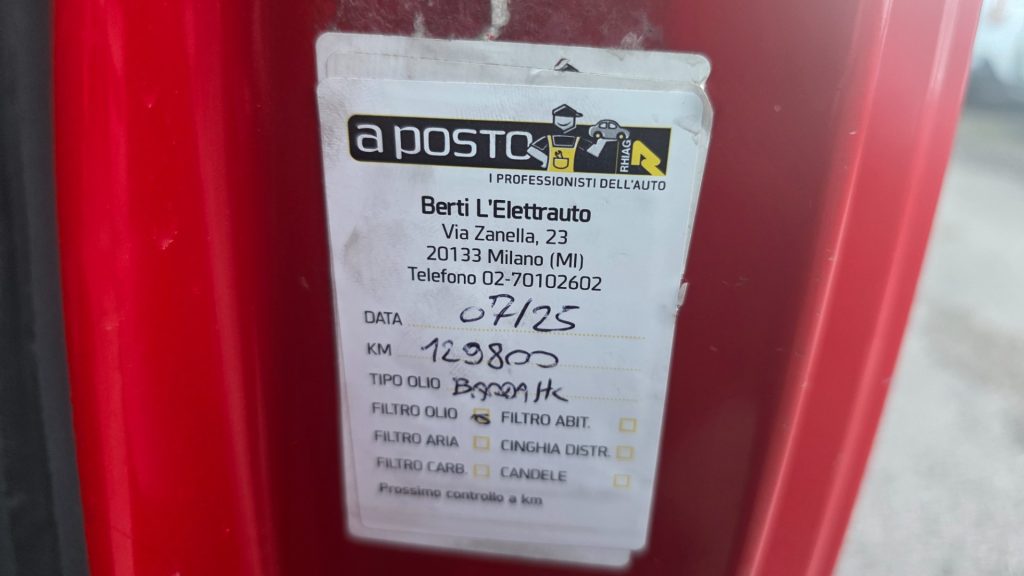 a POSTO
RHIAG
I PROFESSIONISTI DELL'AUTO
Berti L'Elettrauto
Via Zanella, 23
20133 Milano (MI)
Telefono 02-70102602
DATA 07/25
KM 129800
TIPO OLIO
FILTRO OLIO FILTRO ABIT.
FILTRO ARIA CINGHIA DISTR.
FILTRO CARB. CANDELE
Prossimo controllo a km